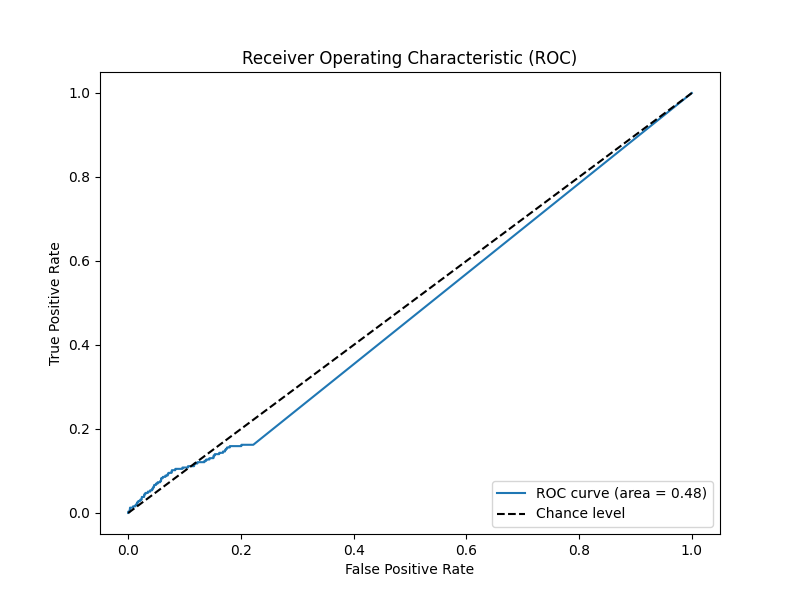 Receiver Operating Characteristic (ROC)
1.0
0.8
0.6
0.4
0.2
0.0
True Positive Rate
0.0 0.2 0.4 0.6 0.8 1.0
False Positive Rate
ROC curve (area = 0.48)
Chance level